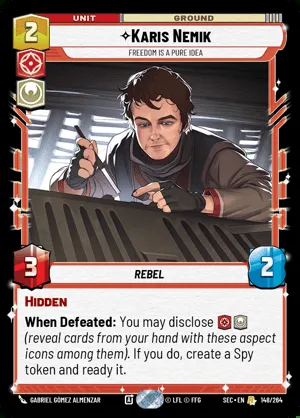 UNIT GROUND
2
✧KARIS NEMIK
FREEDOM IS A PURE IDEA
3 REBEL 2
HIDDEN
When Defeated: You may disclose
(reveal cards from your hand with these aspect
icons among them). If you do, create a Spy
token and ready it.
GABRIEL GOMEZ ALMENZAR © LFL © FFG SEC • EN R 148/264